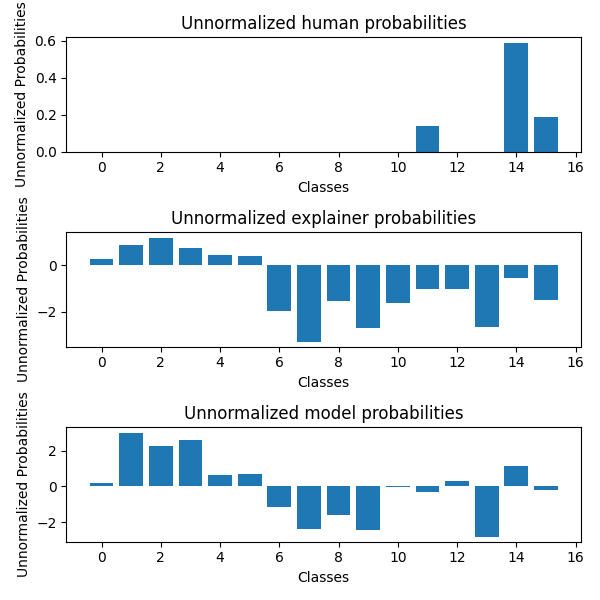 Unnormalized human probabilities
Unnormalized Probabilities
0.6
0.4
0.2
0.0
0 2 4 6 8 10 12 14 16
Classes
Unnormalized explainer probabilities
Unnormalized Probabilities
0
−2
0 2 4 6 8 10 12 14 16
Classes
Unnormalized model probabilities
Unnormalized Probabilities
2
0
−2
0 2 4 6 8 10 12 14 16
Classes